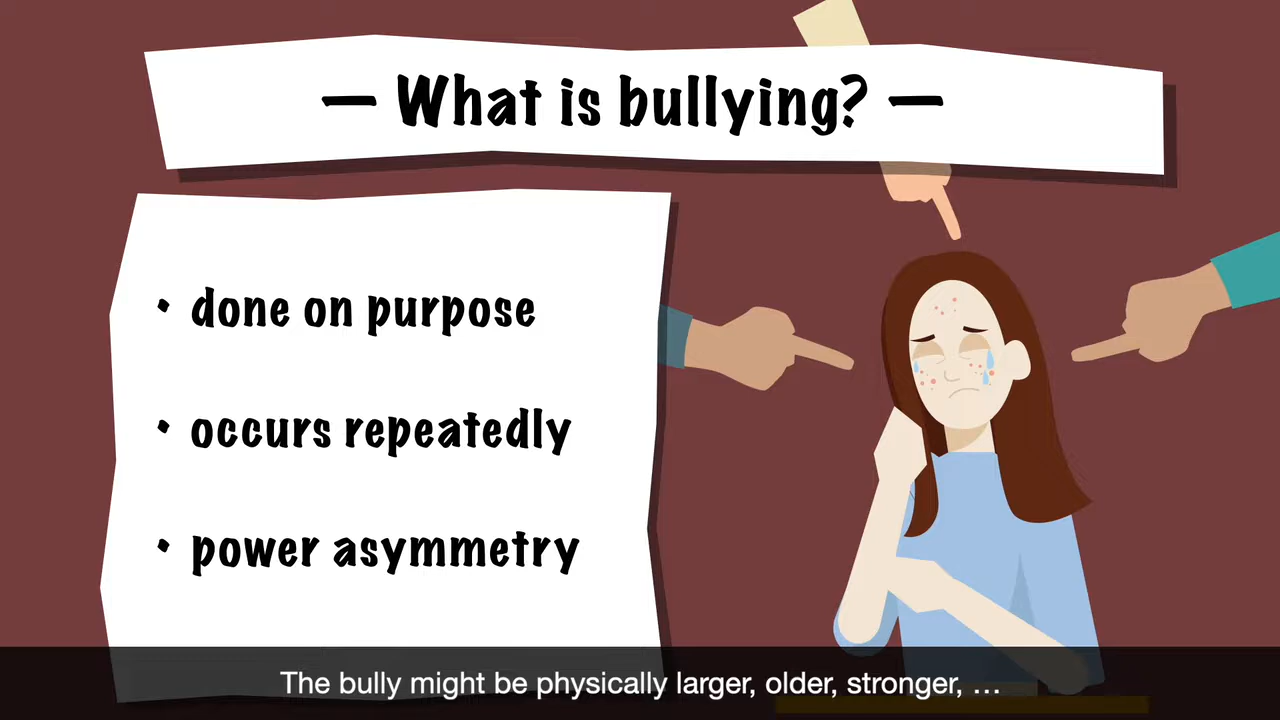 — What is bullying? —
• done on purpose
• occurs repeatedly
• power asymmetry
The bully might be physically larger, older, stronger, ...